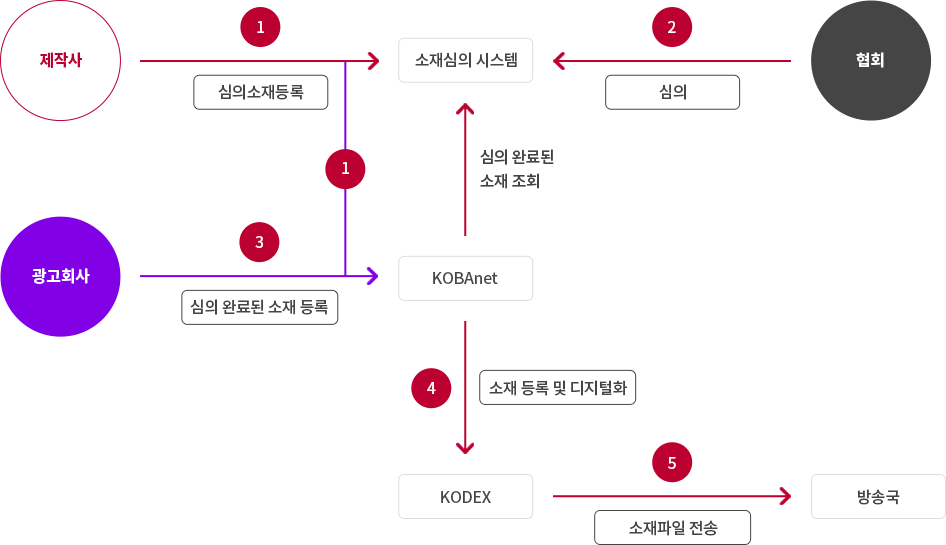 1
2
제작사
소재심의 시스템
협회
심의소재등록
심의
심의 완료된
소재 조회
1
3
광고회사
KOBAnet
심의 완료된 소재 등록
4
소재 등록 및 디지털화
5
KODEX
방송국
소재파일 전송